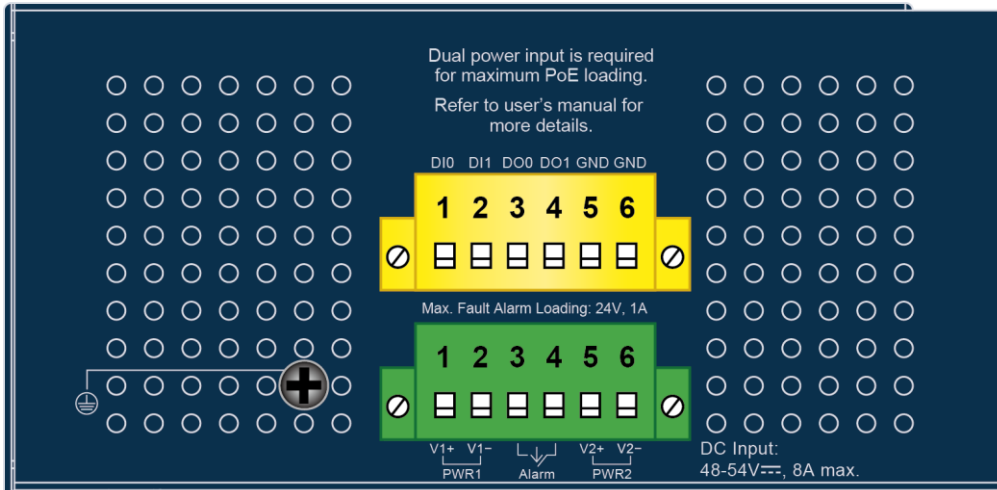 Dual power input is required
for maximum PoE loading.
Refer to user's manual for
more details.
DI0 DI1 DO0 DO1 GND GND
1 2 3 4 5 6
Max. Fault Alarm Loading: 24V, 1A
1 2 3 4 5 6
V1+ V1− V2+ V2−
PWR1 Alarm PWR2
DC Input:
48-54V⎓, 8A max.